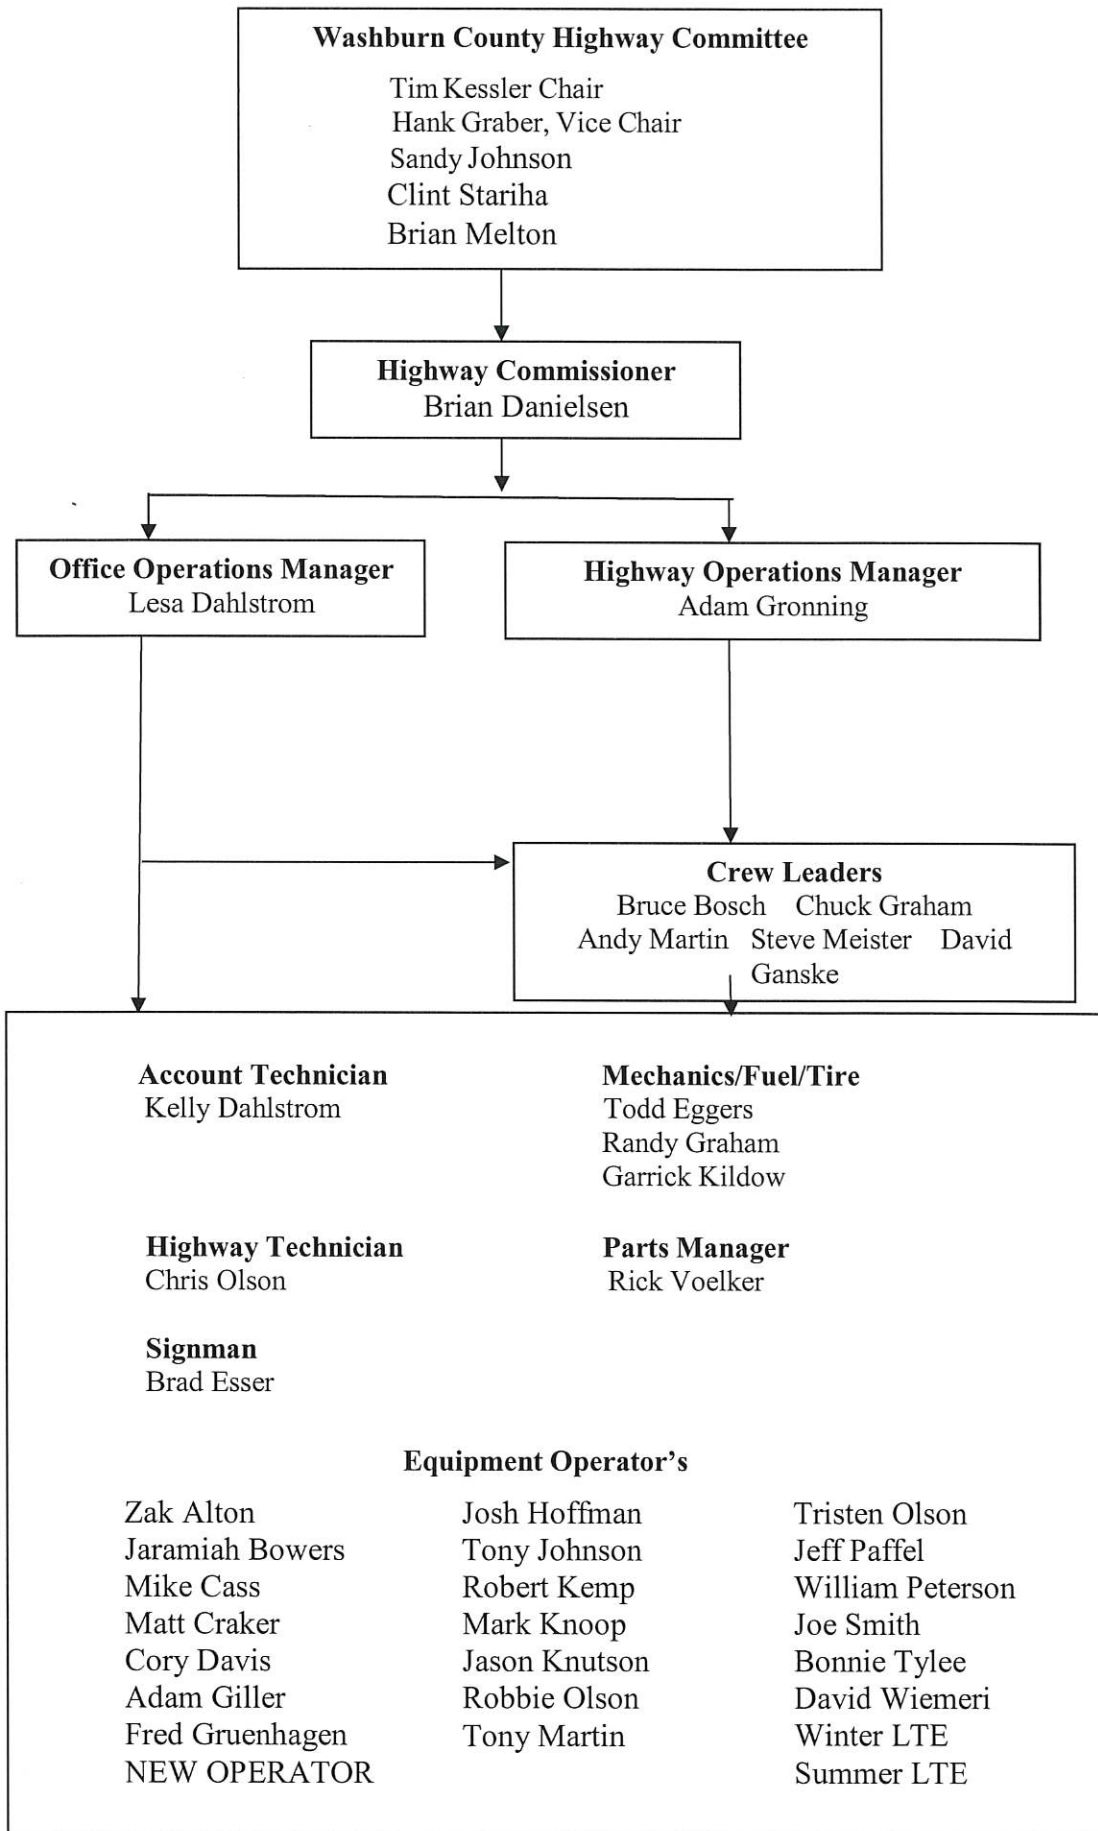 Washburn County Highway Committee
Tim Kessler Chair
Hank Graber, Vice Chair
Sandy Johnson
Clint Stariha
Brian Melton
Highway Commissioner
Brian Danielsen
Office Operations Manager
Lesa Dahlstrom
Highway Operations Manager
Adam Gronning
Crew Leaders
Bruce Bosch Chuck Graham
Andy Martin Steve Meister David
Ganske
Account Technician
Kelly Dahlstrom
Mechanics/Fuel/Tire
Todd Eggers
Randy Graham
Garrick Kildow
Highway Technician
Chris Olson
Parts Manager
Rick Voelker
Signman
Brad Esser
Equipment Operator’s
Zak Alton
Jaramiah Bowers
Mike Cass
Matt Craker
Cory Davis
Adam Giller
Fred Gruenhagen
NEW OPERATOR
Josh Hoffman
Tony Johnson
Robert Kemp
Mark Knoop
Jason Knutson
Robbie Olson
Tony Martin
Tristen Olson
Jeff Paffel
William Peterson
Joe Smith
Bonnie Tylee
David Wiemeri
Winter LTE
Summer LTE